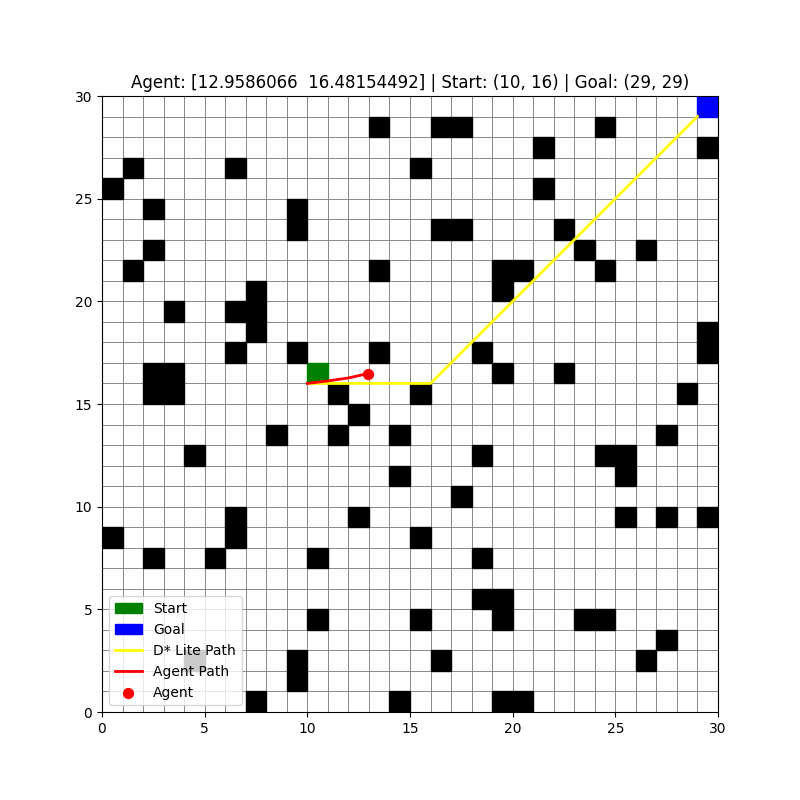 Agent: [12.9586066  16.48154492] | Start: (10, 16) | Goal: (29, 29)
30
25
20
15
10
5
0
Start
Goal
D* Lite Path
Agent Path
Agent
0 5 10 15 20 25 30